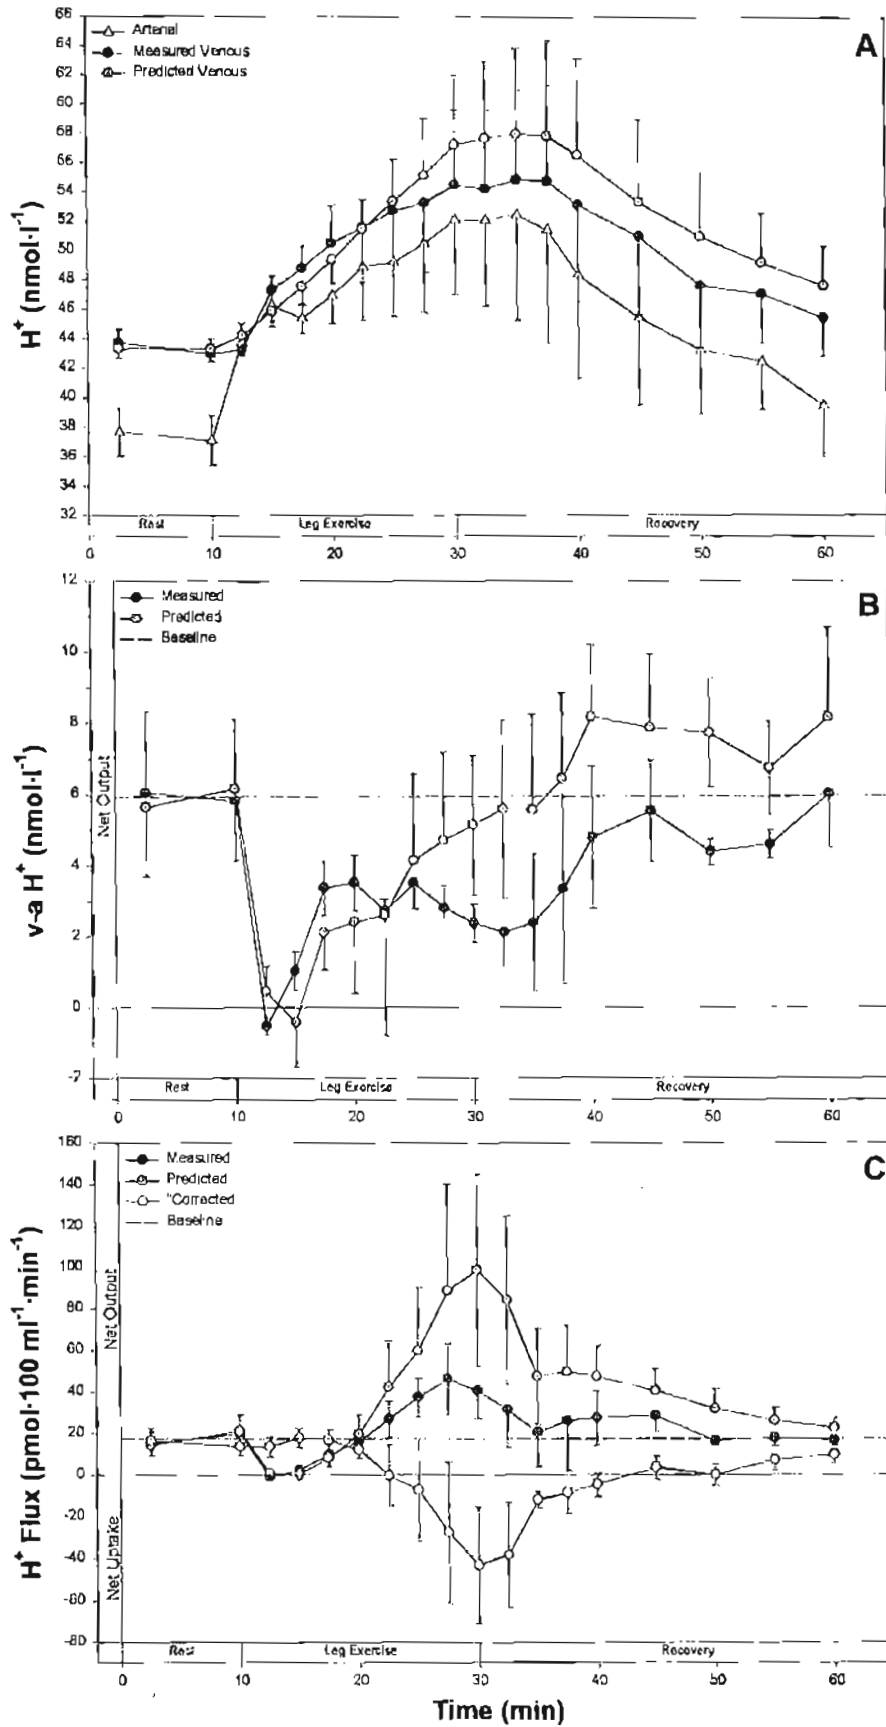 A
Arterial
Measured Venous
Predicted Venous
H⁺ (nmol·l⁻¹)
66
64
62
60
68
66
54
52
50
48
46
44
42
40
38
36
34
32
Rest Leg Exercise Recovery
0 10 20 30 40 50 60
B
Measured
Predicted
Baseline
v-a H⁺ (nmol·l⁻¹)
Net Output
12
10
8
6
4
2
0
-2
Rest Leg Exercise Recovery
0 10 20 30 40 50 60
C
Measured
Predicted
"Corrected
Baseline
H⁺ Flux (pmol·100 ml⁻¹·min⁻¹)
Net Output
Net Uptake
160
140
120
100
80
60
40
20
0
-20
-40
-60
-80
Rest Leg Exercise Recovery
0 10 20 30 40 50 60
Time (min)